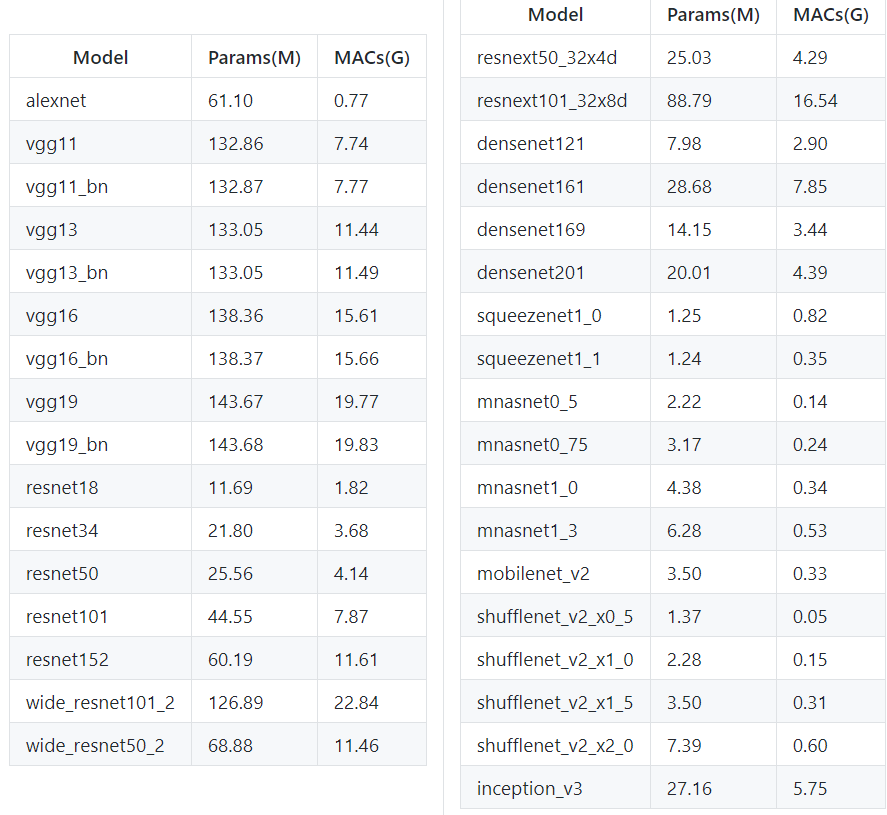 Model Params(M) MACs(G)
alexnet 61.10 0.77
vgg11 132.86 7.74
vgg11_bn 132.87 7.77
vgg13 133.05 11.44
vgg13_bn 133.05 11.49
vgg16 138.36 15.61
vgg16_bn 138.37 15.66
vgg19 143.67 19.77
vgg19_bn 143.68 19.83
resnet18 11.69 1.82
resnet34 21.80 3.68
resnet50 25.56 4.14
resnet101 44.55 7.87
resnet152 60.19 11.61
wide_resnet101_2 126.89 22.84
wide_resnet50_2 68.88 11.46
Model Params(M) MACs(G)
resnext50_32x4d 25.03 4.29
resnext101_32x8d 88.79 16.54
densenet121 7.98 2.90
densenet161 28.68 7.85
densenet169 14.15 3.44
densenet201 20.01 4.39
squeezenet1_0 1.25 0.82
squeezenet1_1 1.24 0.35
mnasnet0_5 2.22 0.14
mnasnet0_75 3.17 0.24
mnasnet1_0 4.38 0.34
mnasnet1_3 6.28 0.53
mobilenet_v2 3.50 0.33
shufflenet_v2_x0_5 1.37 0.05
shufflenet_v2_x1_0 2.28 0.15
shufflenet_v2_x1_5 3.50 0.31
shufflenet_v2_x2_0 7.39 0.60
inception_v3 27.16 5.75